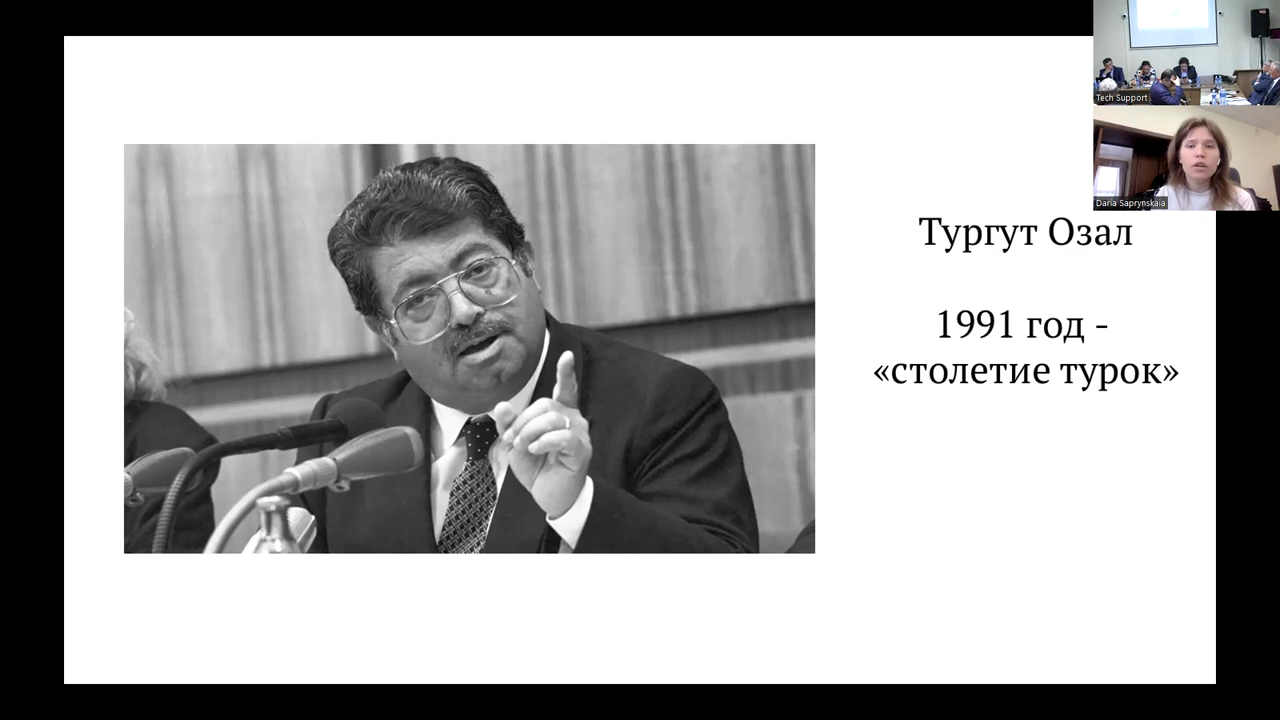 Tech Support
Daria Saprynskaia
Тургут Озал
1991 год -
«столетие турок»